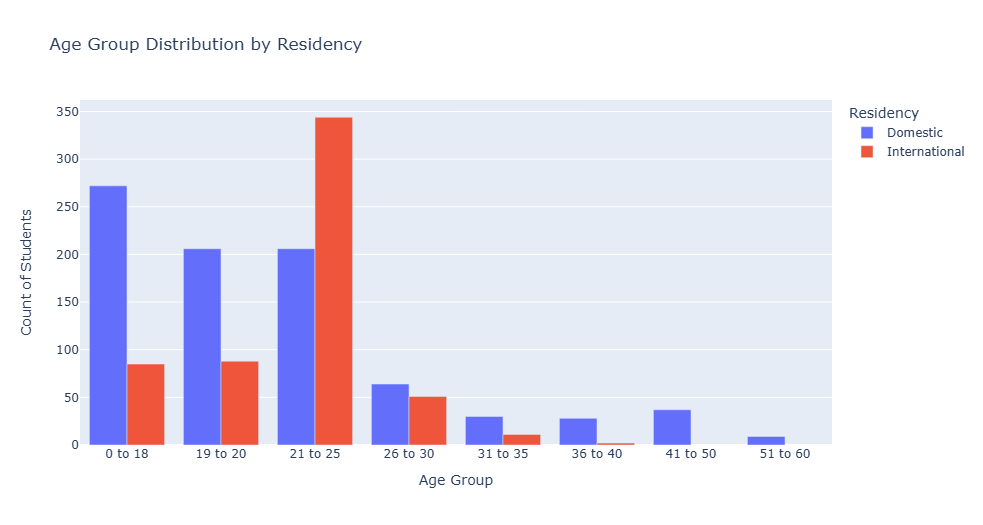 Age Group Distribution by Residency
Residency
Domestic
International
Count of Students
350
300
250
200
150
100
50
0
0 to 18
19 to 20
21 to 25
26 to 30
31 to 35
36 to 40
41 to 50
51 to 60
Age Group